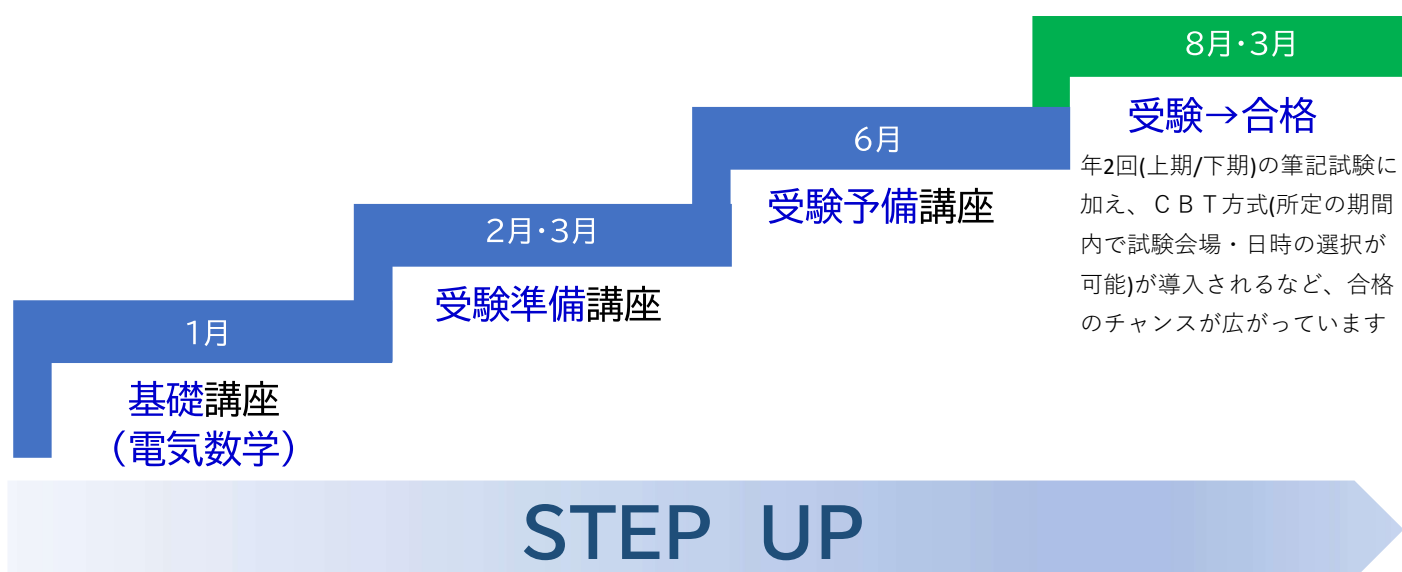 1月
基礎講座
(電気数学)
2月・3月
受験準備講座
6月
受験予備講座
8月・3月
受験→合格
年2回(上期/下期)の筆記試験に
加え、CBT方式(所定の期間
内で試験会場・日時の選択が
可能)が導入されるなど、合格
のチャンスが広がっています
STEP UP